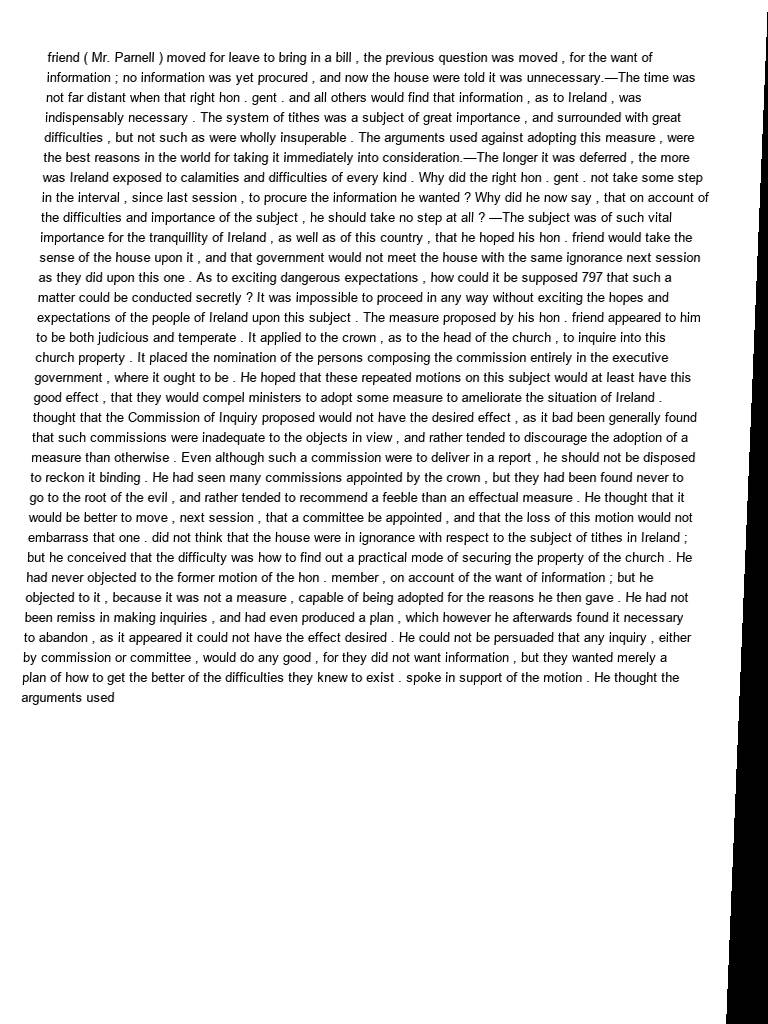 friend ( Mr. Parnell ) moved for leave to bring in a bill , the previous question was moved , for the want of
information ; no information was yet procured , and now the house were told it was unnecessary.—The time was
not far distant when that right hon . gent . and all others would find that information , as to Ireland , was
indispensably necessary . The system of tithes was a subject of great importance , and surrounded with great
difficulties , but not such as were wholly insuperable . The arguments used against adopting this measure , were
the best reasons in the world for taking it immediately into consideration.—The longer it was deferred , the more
was Ireland exposed to calamities and difficulties of every kind . Why did the right hon . gent . not take some step
in the interval , since last session , to procure the information he wanted ? Why did he now say , that on account of
the difficulties and importance of the subject , he should take no step at all ? —The subject was of such vital
importance for the tranquillity of Ireland , as well as of this country , that he hoped his hon . friend would take the
sense of the house upon it , and that government would not meet the house with the same ignorance next session
as they did upon this one . As to exciting dangerous expectations , how could it be supposed 797 that such a
matter could be conducted secretly ? It was impossible to proceed in any way without exciting the hopes and
expectations of the people of Ireland upon this subject . The measure proposed by his hon . friend appeared to him
to be both judicious and temperate . It applied to the crown , as to the head of the church , to inquire into this
church property . It placed the nomination of the persons composing the commission entirely in the executive
government , where it ought to be . He hoped that these repeated motions on this subject would at least have this
good effect , that they would compel ministers to adopt some measure to ameliorate the situation of Ireland .
thought that the Commission of Inquiry proposed would not have the desired effect , as it bad been generally found
that such commissions were inadequate to the objects in view , and rather tended to discourage the adoption of a
measure than otherwise . Even although such a commission were to deliver in a report , he should not be disposed
to reckon it binding . He had seen many commissions appointed by the crown , but they had been found never to
go to the root of the evil , and rather tended to recommend a feeble than an effectual measure . He thought that it
would be better to move , next session , that a committee be appointed , and that the loss of this motion would not
embarrass that one . did not think that the house were in ignorance with respect to the subject of tithes in Ireland ;
but he conceived that the difficulty was how to find out a practical mode of securing the property of the church . He
had never objected to the former motion of the hon . member , on account of the want of information ; but he
objected to it , because it was not a measure , capable of being adopted for the reasons he then gave . He had not
been remiss in making inquiries , and had even produced a plan , which however he afterwards found it necessary
to abandon , as it appeared it could not have the effect desired . He could not be persuaded that any inquiry , either
by commission or committee , would do any good , for they did not want information , but they wanted merely a
plan of how to get the better of the difficulties they knew to exist . spoke in support of the motion . He thought the
arguments used